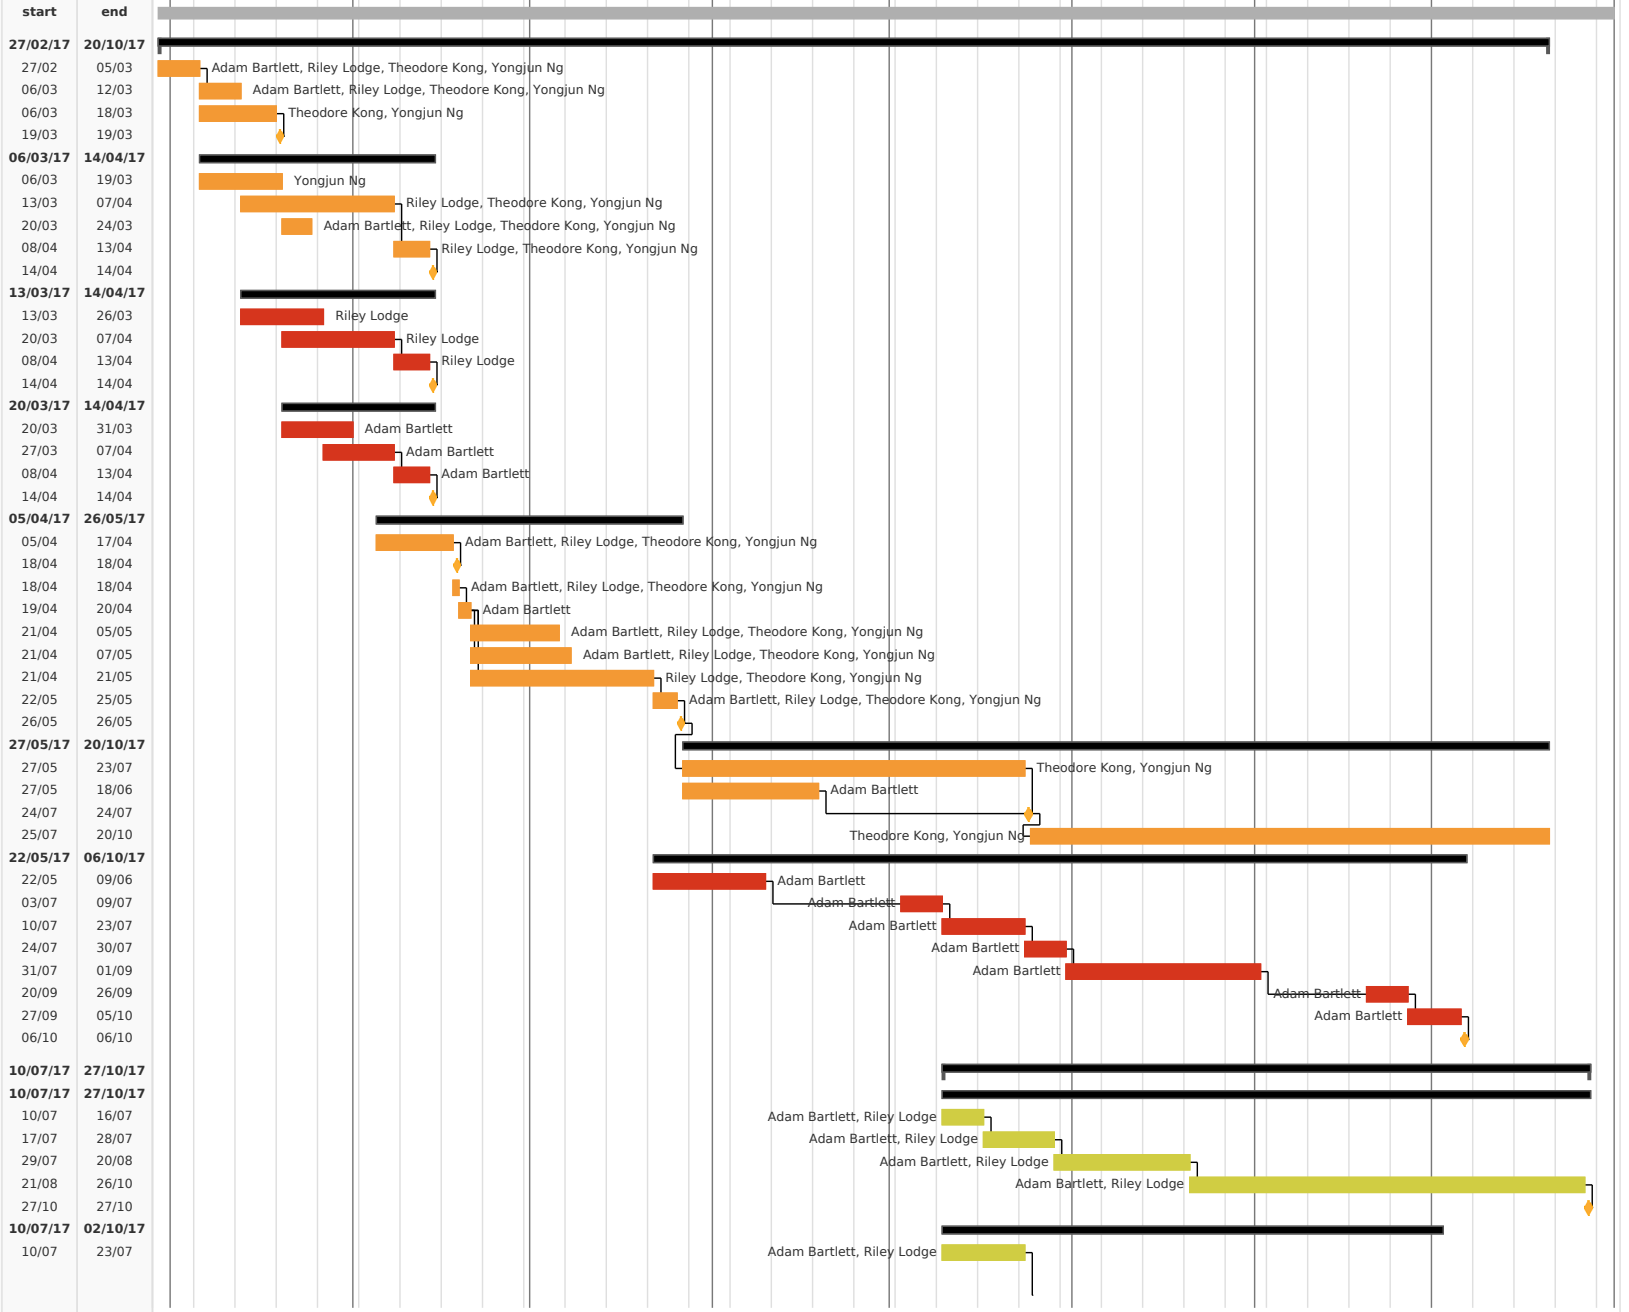 start end
27/02/17 20/10/17
27/02 05/03 Adam Bartlett, Riley Lodge, Theodore Kong, Yongjun Ng
06/03 12/03 Adam Bartlett, Riley Lodge, Theodore Kong, Yongjun Ng
06/03 18/03 Theodore Kong, Yongjun Ng
19/03 19/03
06/03/17 14/04/17
06/03 19/03 Yongjun Ng
13/03 07/04 Riley Lodge, Theodore Kong, Yongjun Ng
20/03 24/03 Adam Bartlett, Riley Lodge, Theodore Kong, Yongjun Ng
08/04 13/04 Riley Lodge, Theodore Kong, Yongjun Ng
14/04 14/04
13/03/17 14/04/17
13/03 26/03 Riley Lodge
20/03 07/04 Riley Lodge
08/04 13/04 Riley Lodge
14/04 14/04
20/03/17 14/04/17
20/03 31/03 Adam Bartlett
27/03 07/04 Adam Bartlett
08/04 13/04 Adam Bartlett
14/04 14/04
05/04/17 26/05/17
05/04 17/04 Adam Bartlett, Riley Lodge, Theodore Kong, Yongjun Ng
18/04 18/04
18/04 18/04 Adam Bartlett, Riley Lodge, Theodore Kong, Yongjun Ng
19/04 20/04 Adam Bartlett
21/04 05/05 Adam Bartlett, Riley Lodge, Theodore Kong, Yongjun Ng
21/04 07/05 Adam Bartlett, Riley Lodge, Theodore Kong, Yongjun Ng
21/04 21/05 Riley Lodge, Theodore Kong, Yongjun Ng
22/05 25/05 Adam Bartlett, Riley Lodge, Theodore Kong, Yongjun Ng
26/05 26/05
27/05/17 20/10/17
27/05 23/07 Theodore Kong, Yongjun Ng
27/05 18/06 Adam Bartlett
24/07 24/07
25/07 20/10 Theodore Kong, Yongjun Ng
22/05/17 06/10/17
22/05 09/06 Adam Bartlett
03/07 09/07 Adam Bartlett
10/07 23/07 Adam Bartlett
24/07 30/07 Adam Bartlett
31/07 01/09 Adam Bartlett
20/09 26/09 Adam Bartlett
27/09 05/10 Adam Bartlett
06/10 06/10
10/07/17 27/10/17
10/07/17 27/10/17
10/07 16/07 Adam Bartlett, Riley Lodge
17/07 28/07 Adam Bartlett, Riley Lodge
29/07 20/08 Adam Bartlett, Riley Lodge
21/08 26/10 Adam Bartlett, Riley Lodge
27/10 27/10
10/07/17 02/10/17
10/07 23/07 Adam Bartlett, Riley Lodge